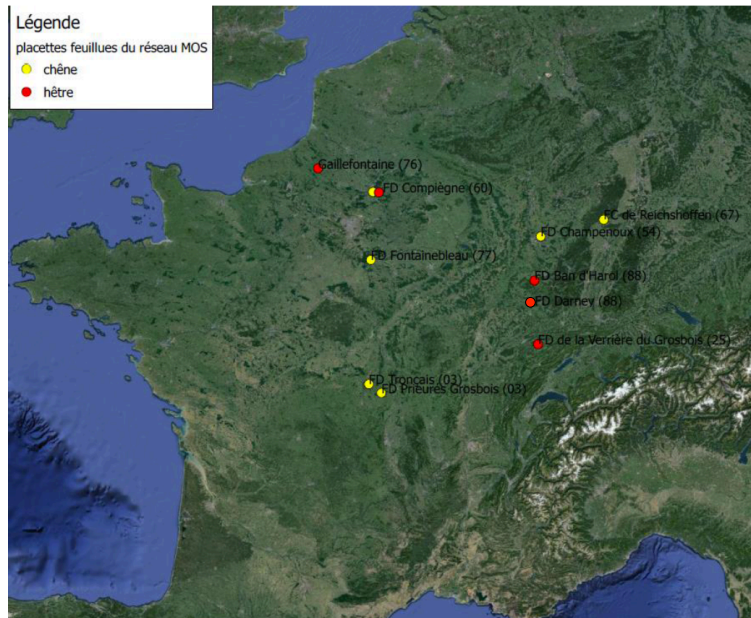 Légende
placettes feuillues du réseau MOS
chêne
hêtre
Gaillefontaine (76)
FD Compiègne (60)
FC de Reichshoffen (67)
FD Champenoux (54)
FD Fontainebleau (77)
FD Ban d'Harol (88)
FD Darney (88)
FD de la Verrière du Grosbois (25)
FD Tronçais (03)
FD Prieurés Grosbois (03)